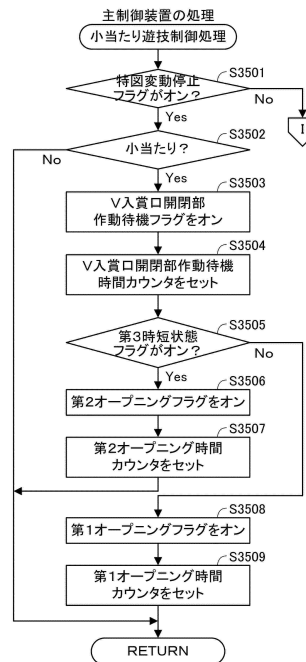 主制御装置の処理
小当たり遊技制御処理
S3501
特図変動停止
フラグがオン？
No
Yes
I
S3502
小当たり？
No
Yes
S3503
V入賞口開閉部
作動待機フラグをオン
S3504
V入賞口開閉部作動待機
時間カウンタをセット
S3505
第3時短状態
フラグがオン？
No
Yes
S3506
第2オープニングフラグをオン
S3507
第2オープニング時間
カウンタをセット
S3508
第1オープニングフラグをオン
S3509
第1オープニング時間
カウンタをセット
RETURN